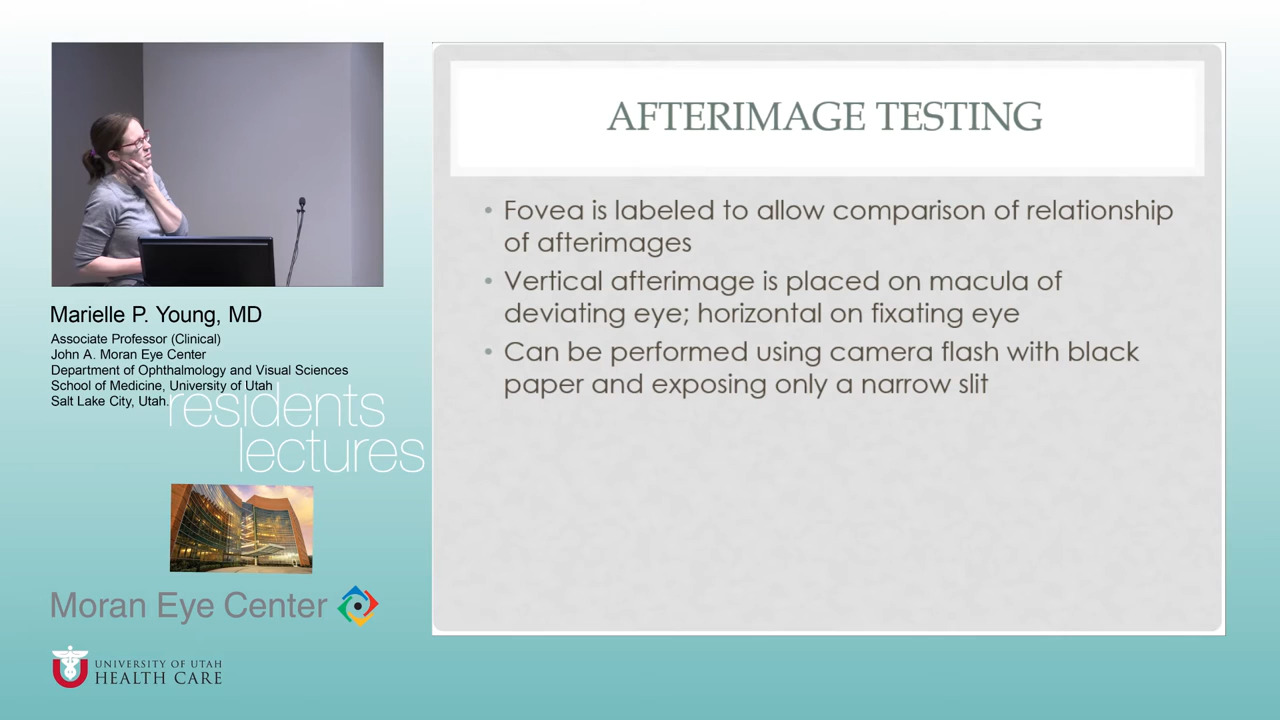 AFTERIMAGE TESTING
• Fovea is labeled to allow comparison of relationship
of afterimages
• Vertical afterimage is placed on macula of
deviating eye; horizontal on fixating eye
• Can be performed using camera flash with black
paper and exposing only a narrow slit
Marielle P. Young, MD
Associate Professor (Clinical)
John A. Moran Eye Center
Department of Ophthalmology and Visual Sciences
School of Medicine, University of Utah
Salt Lake City, Utah.
residents
lectures
Moran Eye Center
UNIVERSITY OF UTAH
HEALTH CARE